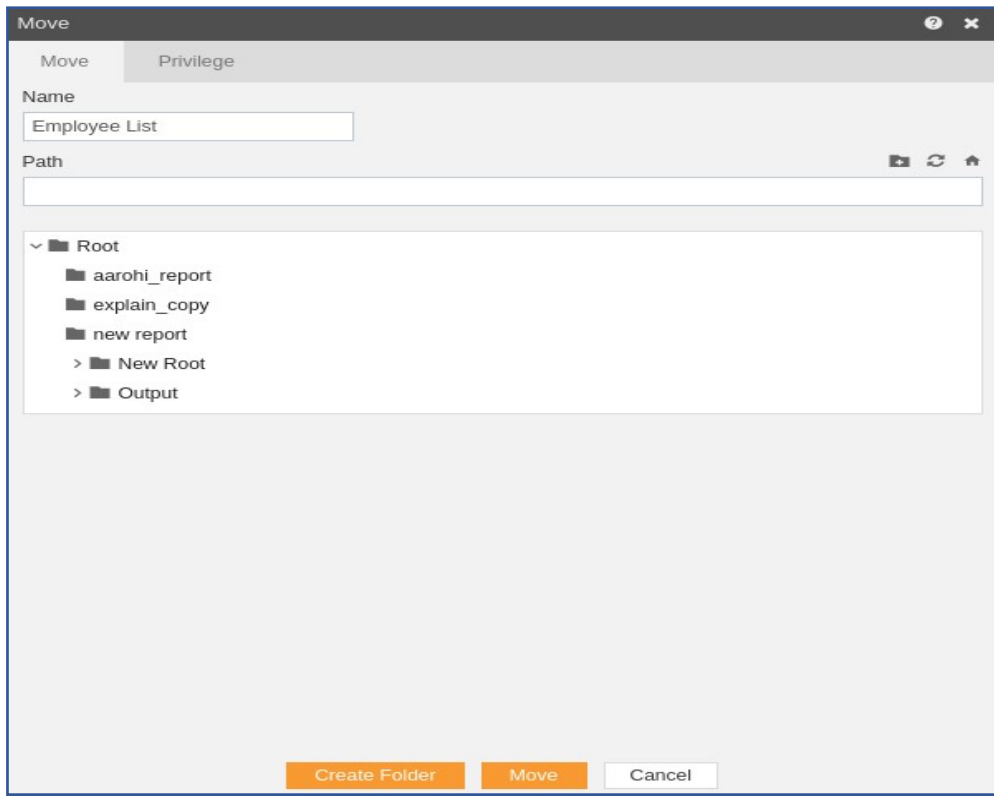 Move
Move Privilege
Name
Employee List
Path
Root
aarohi_report
explain_copy
new report
New Root
Output
Create Folder Move Cancel